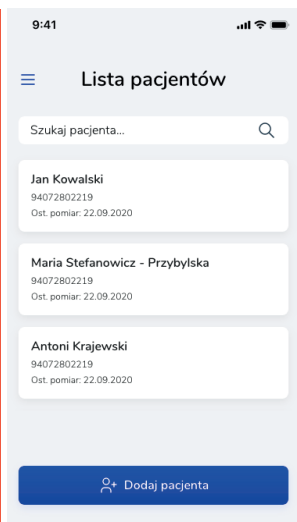 9:41
Lista pacjentów
Szukaj pacjenta...
Jan Kowalski
94072802219
Ost. pomiar: 22.09.2020
Maria Stefanowicz - Przybylska
94072802219
Ost. pomiar: 22.09.2020
Antoni Krajewski
94072802219
Ost. pomiar: 22.09.2020
Dodaj pacjenta